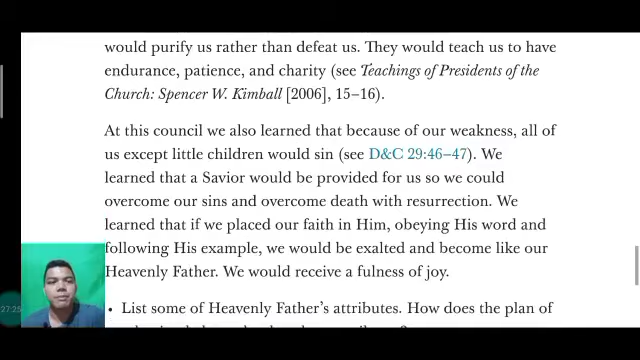 would purify us rather than defeat us. They would teach us to have
endurance, patience, and charity (see Teachings of Presidents of the
Church: Spencer W. Kimball [2006], 15–16).
At this council we also learned that because of our weakness, all of
us except little children would sin (see D&C 29:46–47). We
learned that a Savior would be provided for us so we could
overcome our sins and overcome death with resurrection. We
learned that if we placed our faith in Him, obeying His word and
following His example, we would be exalted and become like our
Heavenly Father. We would receive a fulness of joy.
27:25
• List some of Heavenly Father's attributes. How does the plan of